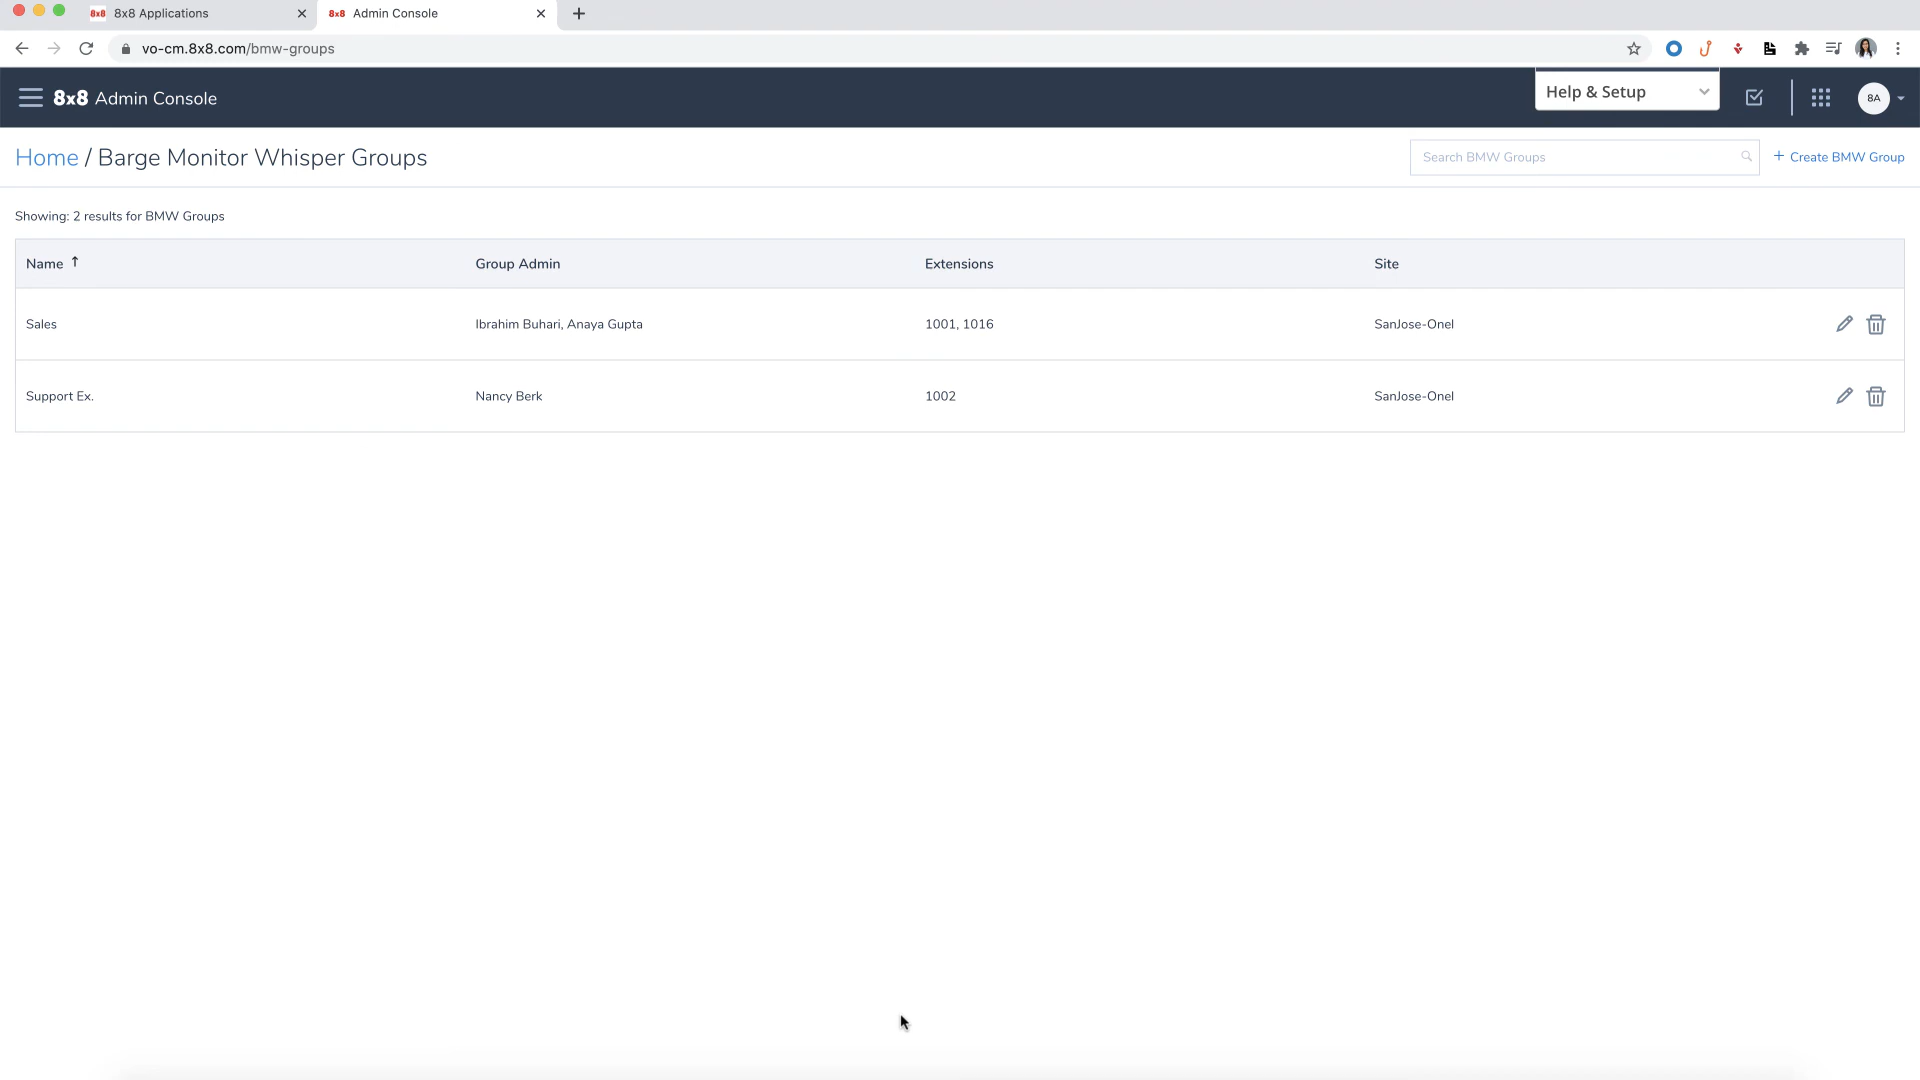 8x8 8x8 Applications
8x8 Admin Console
vo-cm.8x8.com/bmw-groups
8x8 Admin Console
Help & Setup
8A
Home / Barge Monitor Whisper Groups
Search BMW Groups
+ Create BMW Group
Showing: 2 results for BMW Groups
Name ↑ Group Admin Extensions Site
Sales Ibrahim Buhari, Anaya Gupta 1001, 1016 SanJose-Onel
Support Ex. Nancy Berk 1002 SanJose-Onel